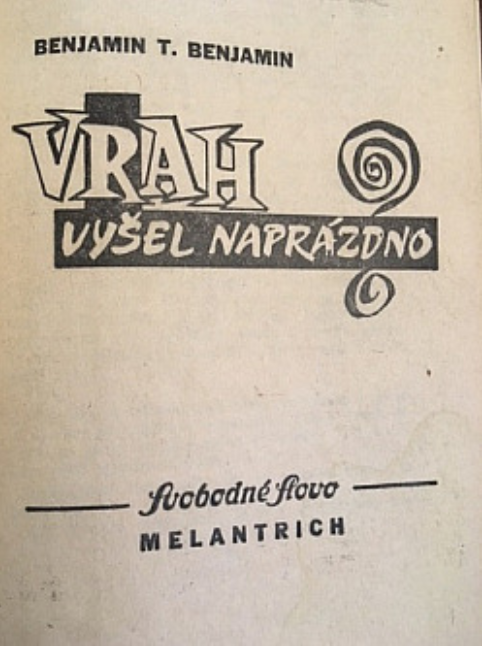 BENJAMIN T. BENJAMIN
VRAH
VYŠEL NAPRÁZDNO
Svobodné slovo
MELANTRICH